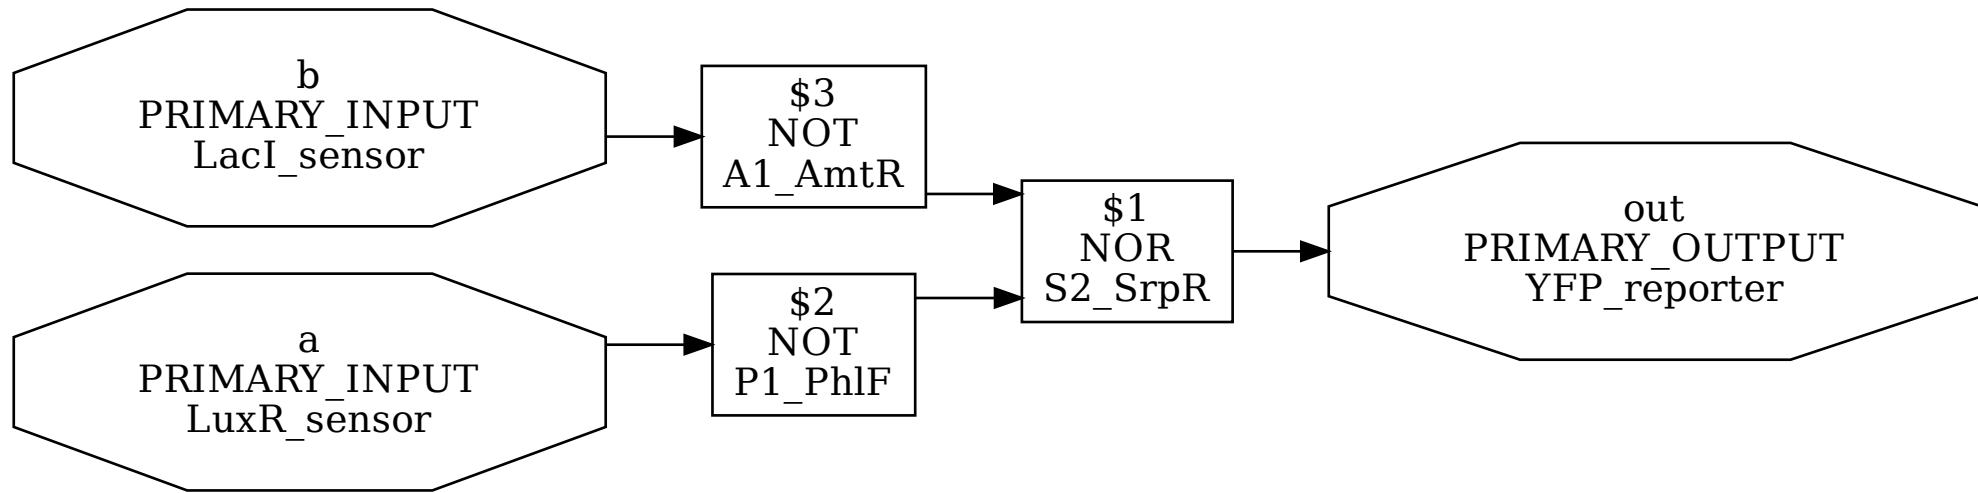 b
PRIMARY_INPUT
LacI_sensor
$3
NOT
A1_AmtR
a
PRIMARY_INPUT
LuxR_sensor
$2
NOT
P1_PhlF
$1
NOR
S2_SrpR
out
PRIMARY_OUTPUT
YFP_reporter